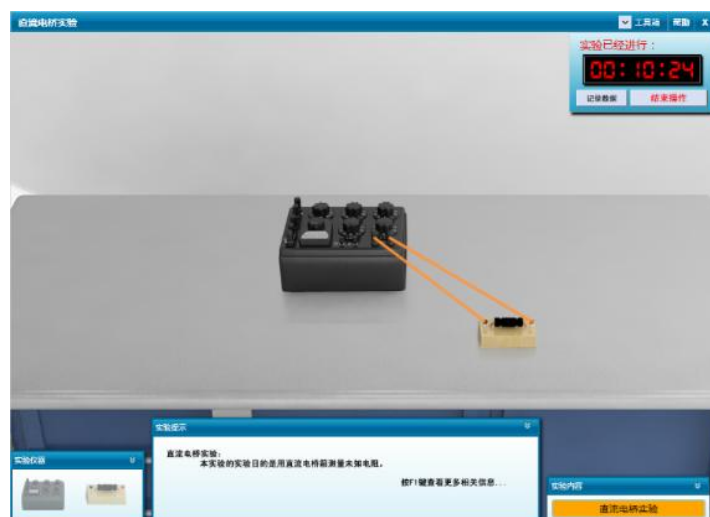 直流电桥实验
工具箱 帮助 X
实验已经进行：
00:10:24
记录数据 结束操作
实验提示
直流电桥实验：
本实验的实验目的是用直流电桥箱测量未知电阻。
按F1键查看更多相关信息...
实验仪器
实验内容
直流电桥实验